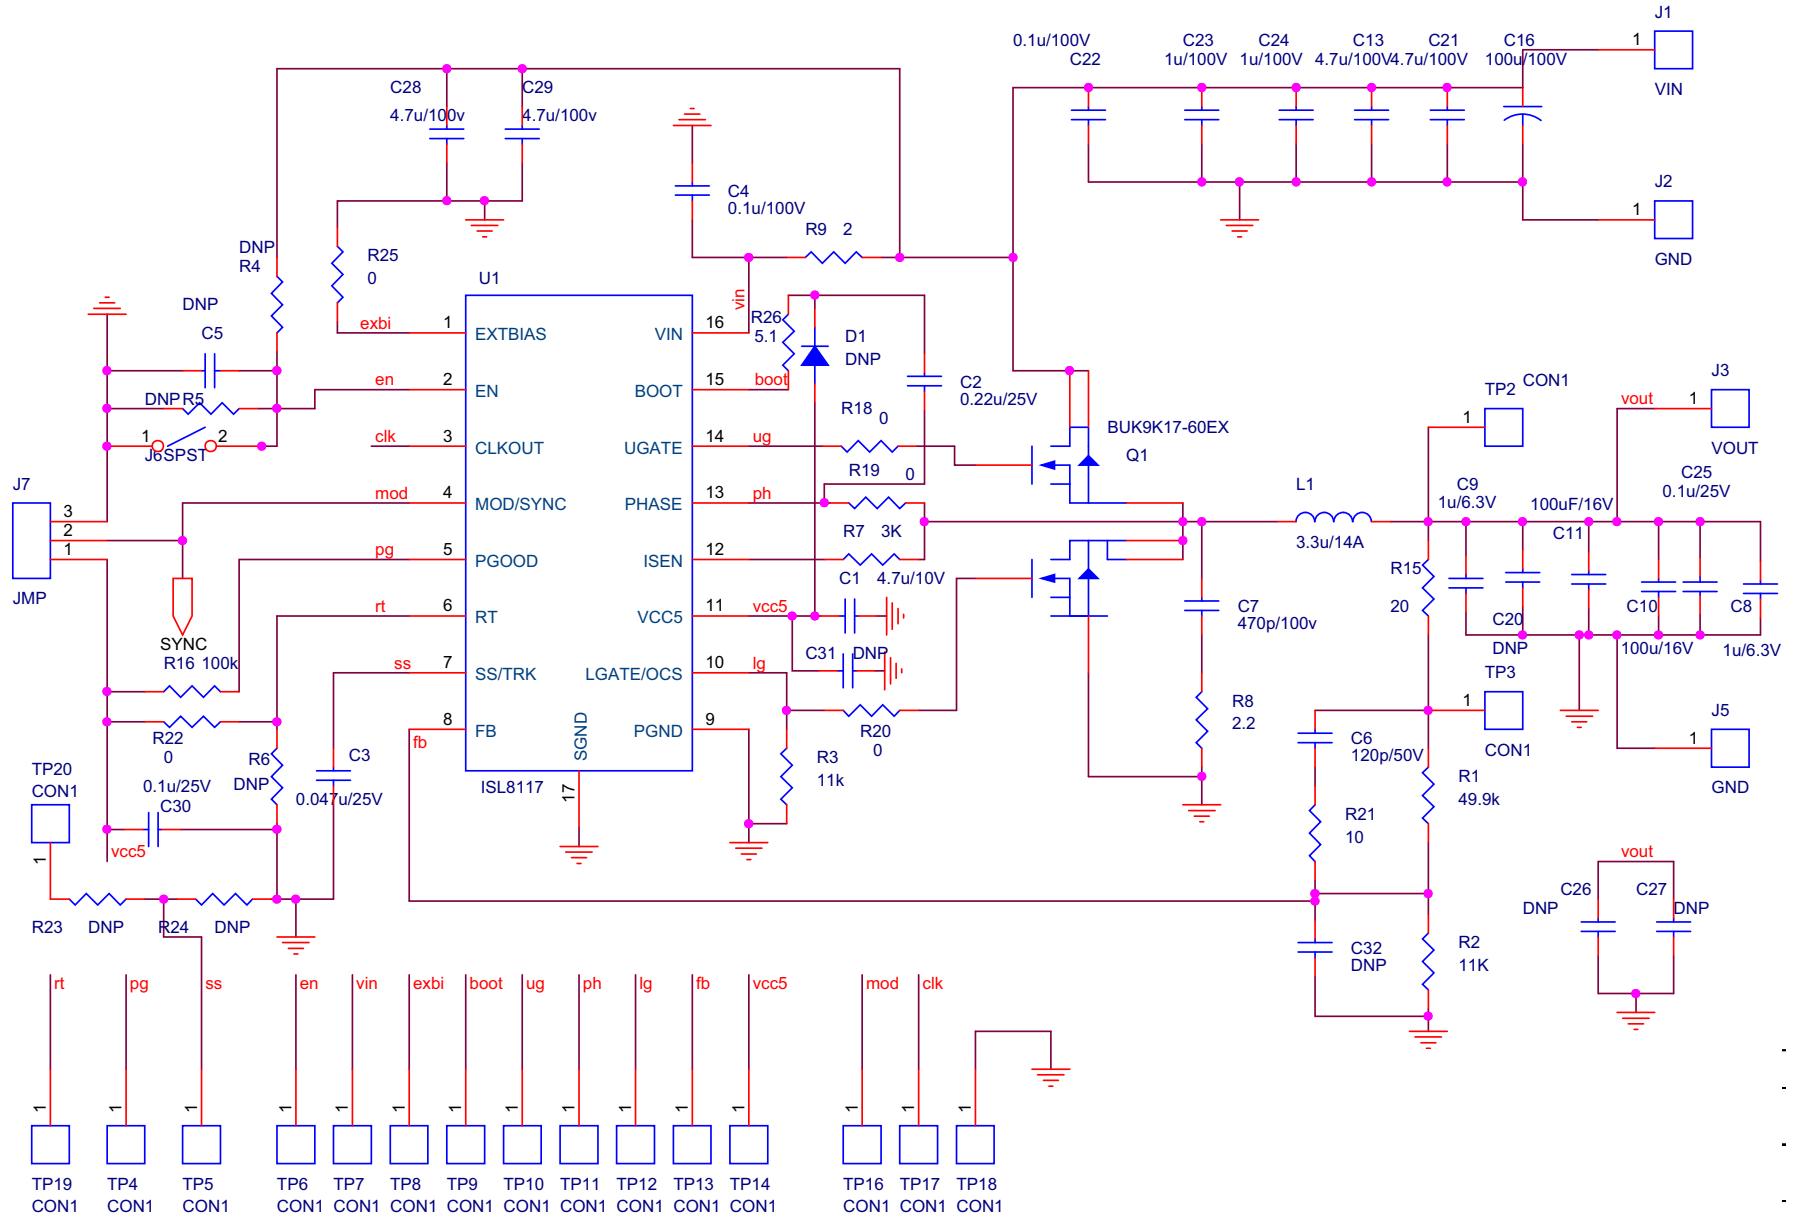 J1
1
VIN
0.1u/100V
C22
C23
1u/100V
C24
1u/100V
C13
4.7u/100V
C21
4.7u/100V
C16
100u/100V
J2
1
GND
C28
4.7u/100v
C29
4.7u/100v
C4
0.1u/100V
R9 2
DNP
R4
R25
0
U1
DNP
C5
DNP R5
1 2
J6 SPST
exbi
en
clk
mod
pg
rt
ss
fb
1 EXTBIAS
2 EN
3 CLKOUT
4 MOD/SYNC
5 PGOOD
6 RT
7 SS/TRK
8 FB
SGND
17
ISL8117
VIN 16
BOOT 15
UGATE 14
PHASE 13
ISEN 12
VCC5 11
LGATE/OCS 10
PGND 9
vin
boot
ug
ph
vcc5
lg
R26
5.1
D1
DNP
C2
0.22u/25V
R18 0
R19 0
R7 3K
C1 4.7u/10V
C31 DNP
R20
0
R3
11k
BUK9K17-60EX
Q1
C7
470p/100v
R8
2.2
L1
3.3u/14A
TP2 CON1
1
J3
vout 1
VOUT
C9
1u/6.3V
100uF/16V
C11
C25
0.1u/25V
R15
20
C20
DNP
C10
100u/16V
C8
1u/6.3V
TP3
1
CON1
J5
1
GND
C6
120p/50V
R1
49.9k
R21
10
C32
DNP
R2
11K
vout
C26
DNP
C27
DNP
J7
3
2
1
JMP
SYNC
R16 100k
R22
0
R6
DNP
C3
0.047u/25V
0.1u/25V
C30
vcc5
TP20
CON1
1
R23 DNP R24 DNP
rt pg ss en vin exbi boot ug ph lg fb vcc5 mod clk
1 1 1 1 1 1 1 1 1 1 1 1 1 1 1
TP19 TP4 TP5 TP6 TP7 TP8 TP9 TP10 TP11 TP12 TP13 TP14 TP16 TP17 TP18
CON1 CON1 CON1 CON1 CON1 CON1 CON1 CON1 CON1 CON1 CON1 CON1 CON1 CON1 CON1